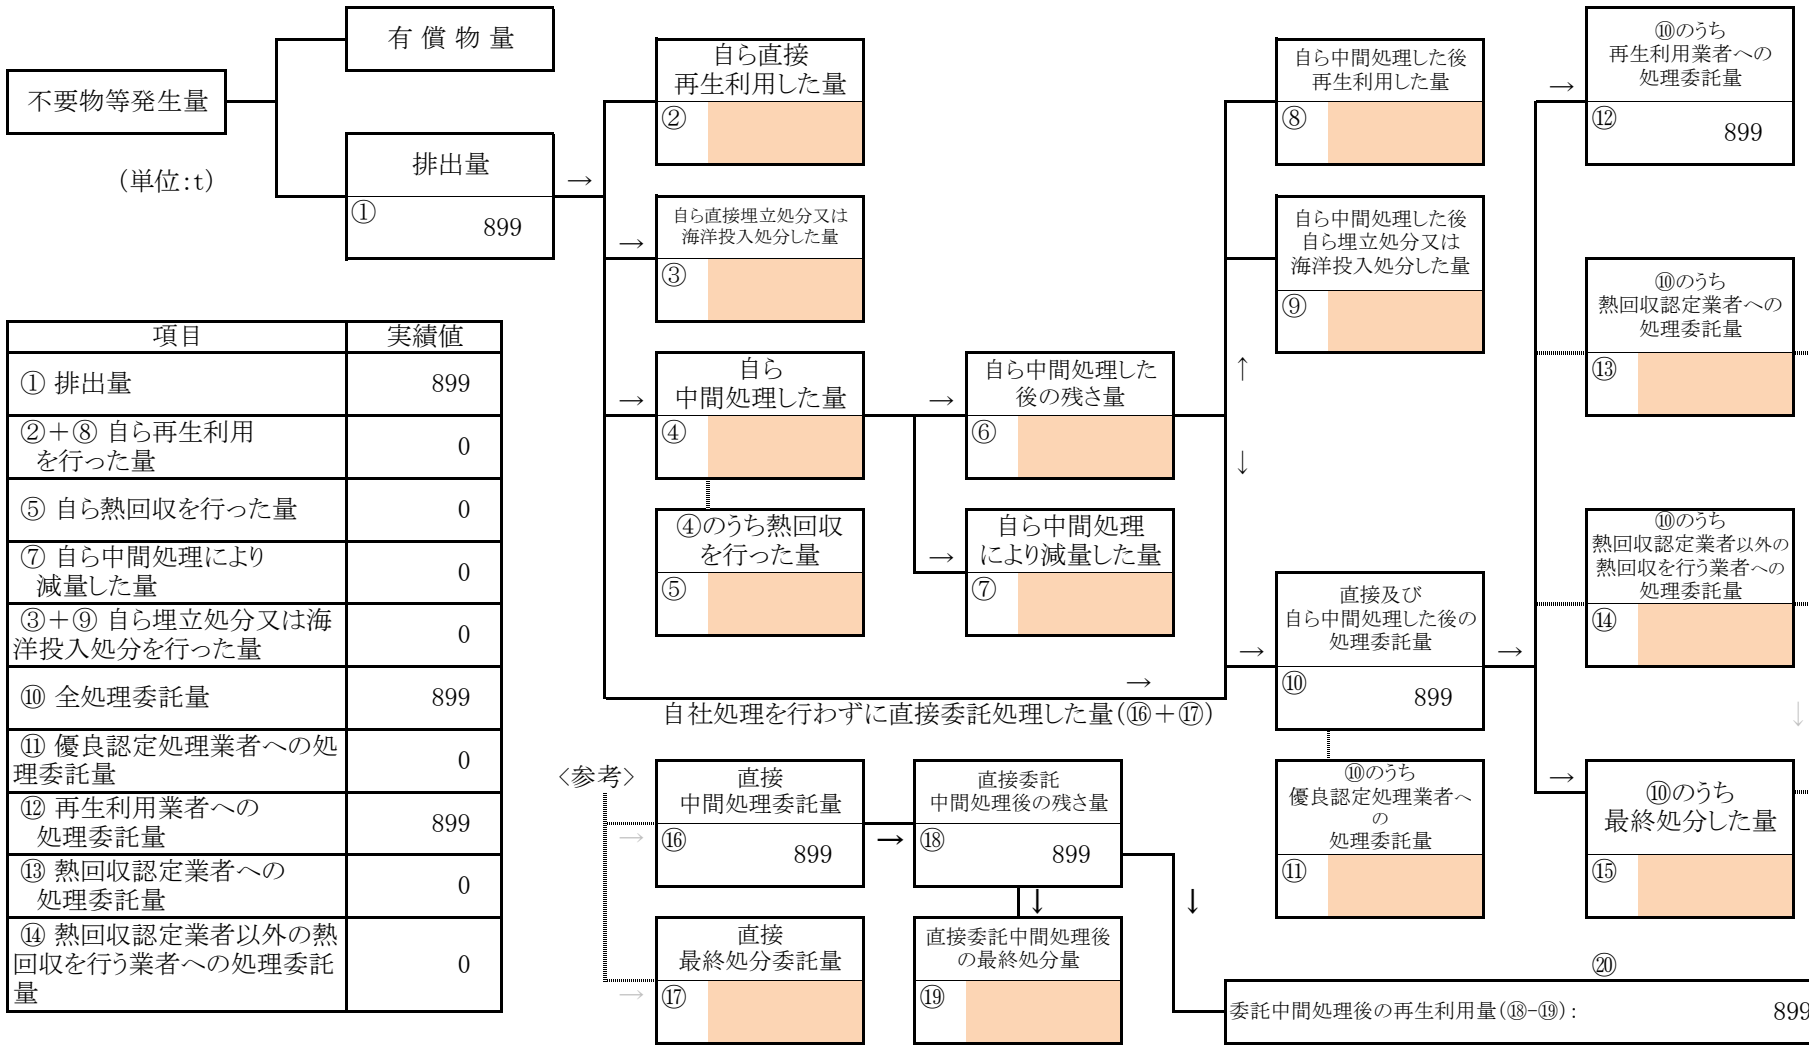 有 償 物 量
不要物等発生量
(単位:t)
排出量
①
899
→
自ら直接
再生利用した量
②
→
自ら直接埋立処分又は
海洋投入処分した量
③
→
自ら
中間処理した量
④
④のうち熱回収
を行った量
⑤
→
自ら中間処理した
後の残さ量
⑥
→
自ら中間処理
により減量した量
⑦
↑
↓
自ら中間処理した後
再生利用した量
⑧
自ら中間処理した後
自ら埋立処分又は
海洋投入処分した量
⑨
→
自社処理を行わずに直接委託処理した量(⑯+⑰)
→
直接及び
自ら中間処理した後の
処理委託量
⑩
899
⑩のうち
優良認定処理業者へ
の
処理委託量
⑪
→
→
⑩のうち
再生利用業者への
処理委託量
⑫
899
⑩のうち
熱回収認定業者への
処理委託量
⑬
⑩のうち
熱回収認定業者以外の
熱回収を行う業者への
処理委託量
⑭
↓
→
⑩のうち
最終処分した量
⑮
項目 実績値
① 排出量 899
②+⑧ 自ら再生利用
を行った量 0
⑤ 自ら熱回収を行った量 0
⑦ 自ら中間処理により
減量した量 0
③+⑨ 自ら埋立処分又は海
洋投入処分を行った量 0
⑩ 全処理委託量 899
⑪ 優良認定処理業者への処
理委託量 0
⑫ 再生利用業者への
処理委託量 899
⑬ 熱回収認定業者への
処理委託量 0
⑭ 熱回収認定業者以外の熱
回収を行う業者への処理委託
量 0
〈参考〉
→
直接
中間処理委託量
⑯
899
→
直接委託
中間処理後の残さ量
⑱
899
↓
↓
→
直接
最終処分委託量
⑰
直接委託中間処理後
の最終処分量
⑲
⑳
委託中間処理後の再生利用量(⑱-⑲): 899